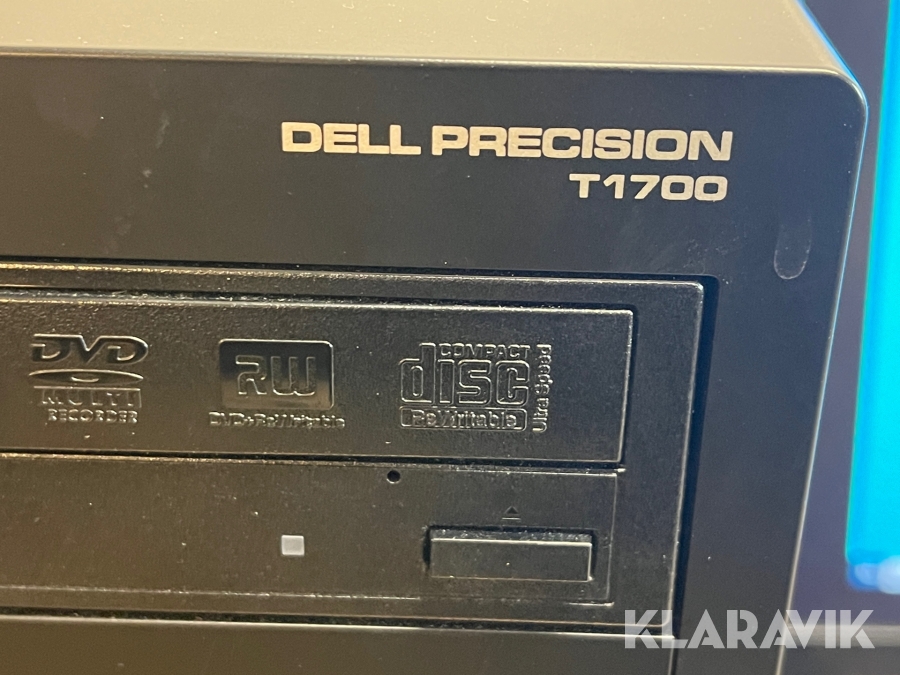 DELL PRECISION
T1700
DVD
MULTI
RECORDER
RW
DVD+ReWritable
COMPACT
disc
ReWritable
Ultra Speed
KLARAVIK